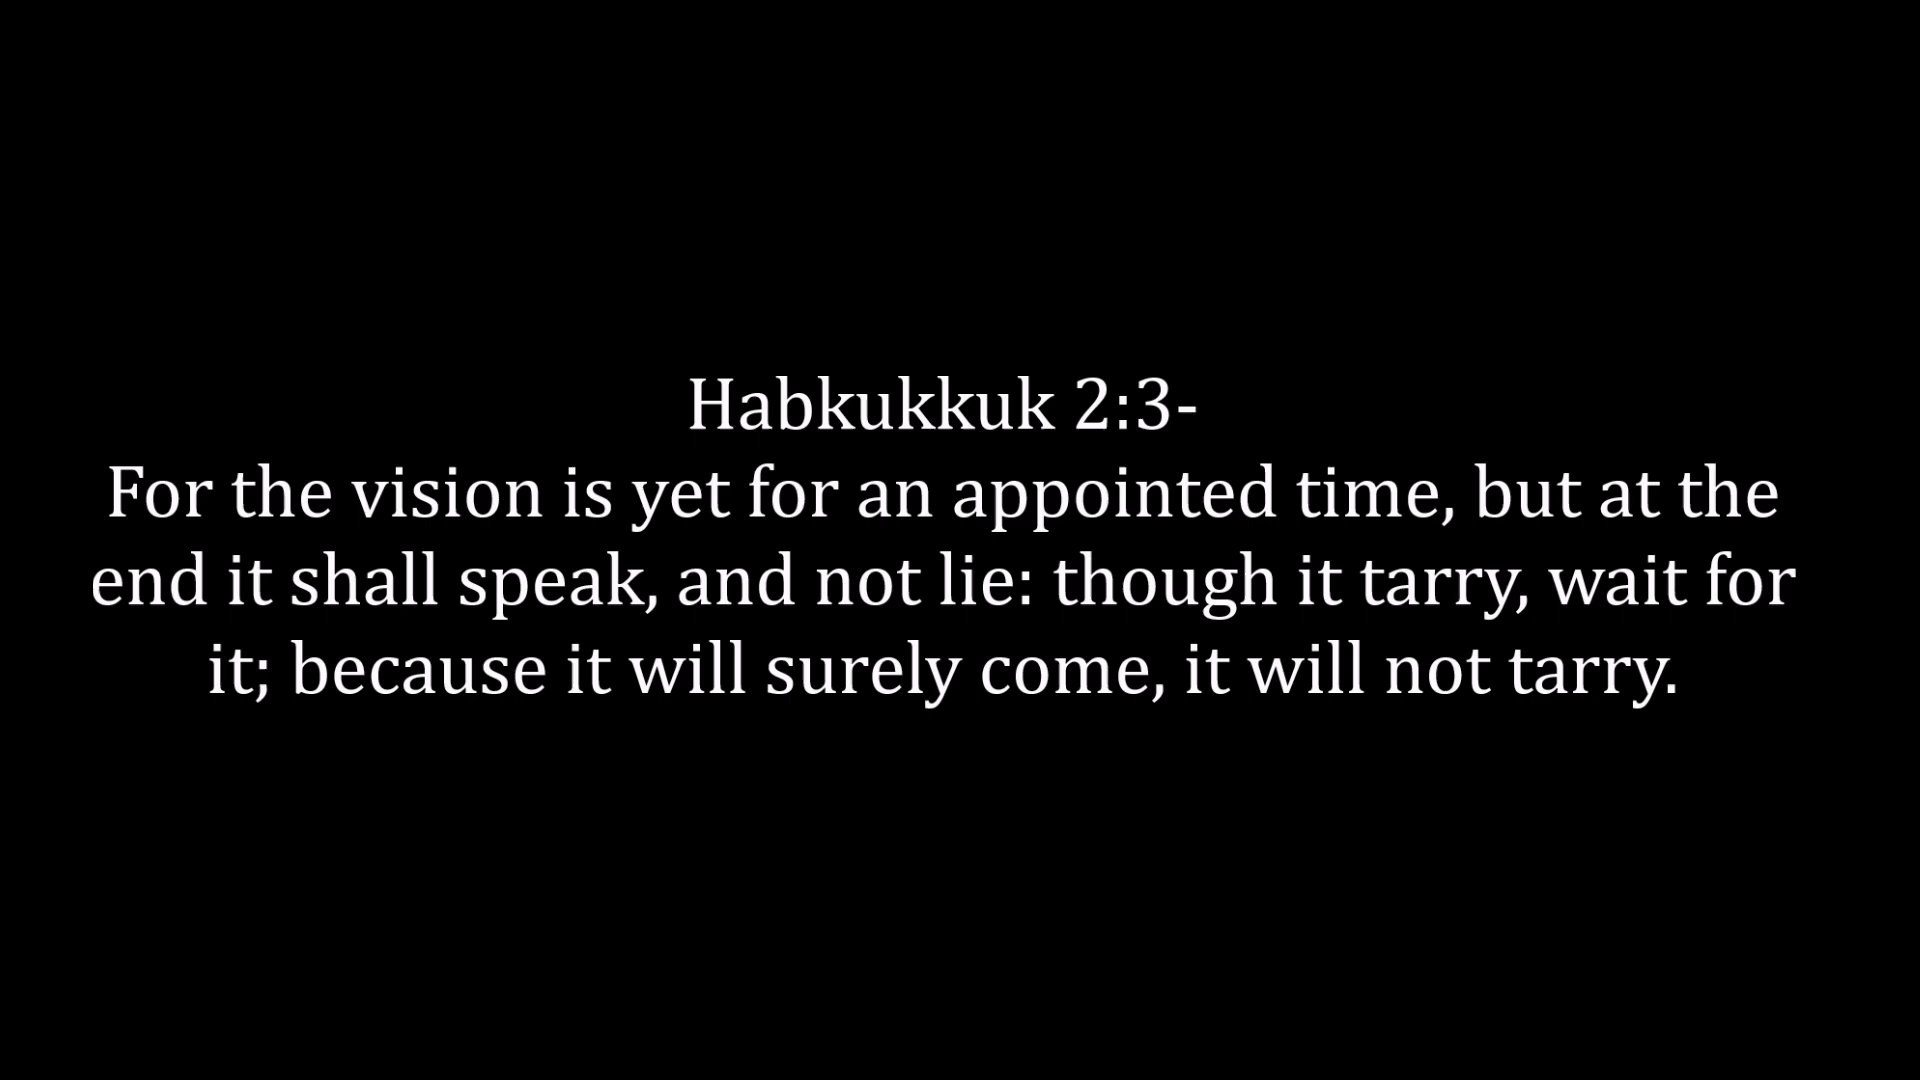 Habkukkuk 2:3-
For the vision is yet for an appointed time, but at the
end it shall speak, and not lie: though it tarry, wait for
it; because it will surely come, it will not tarry.